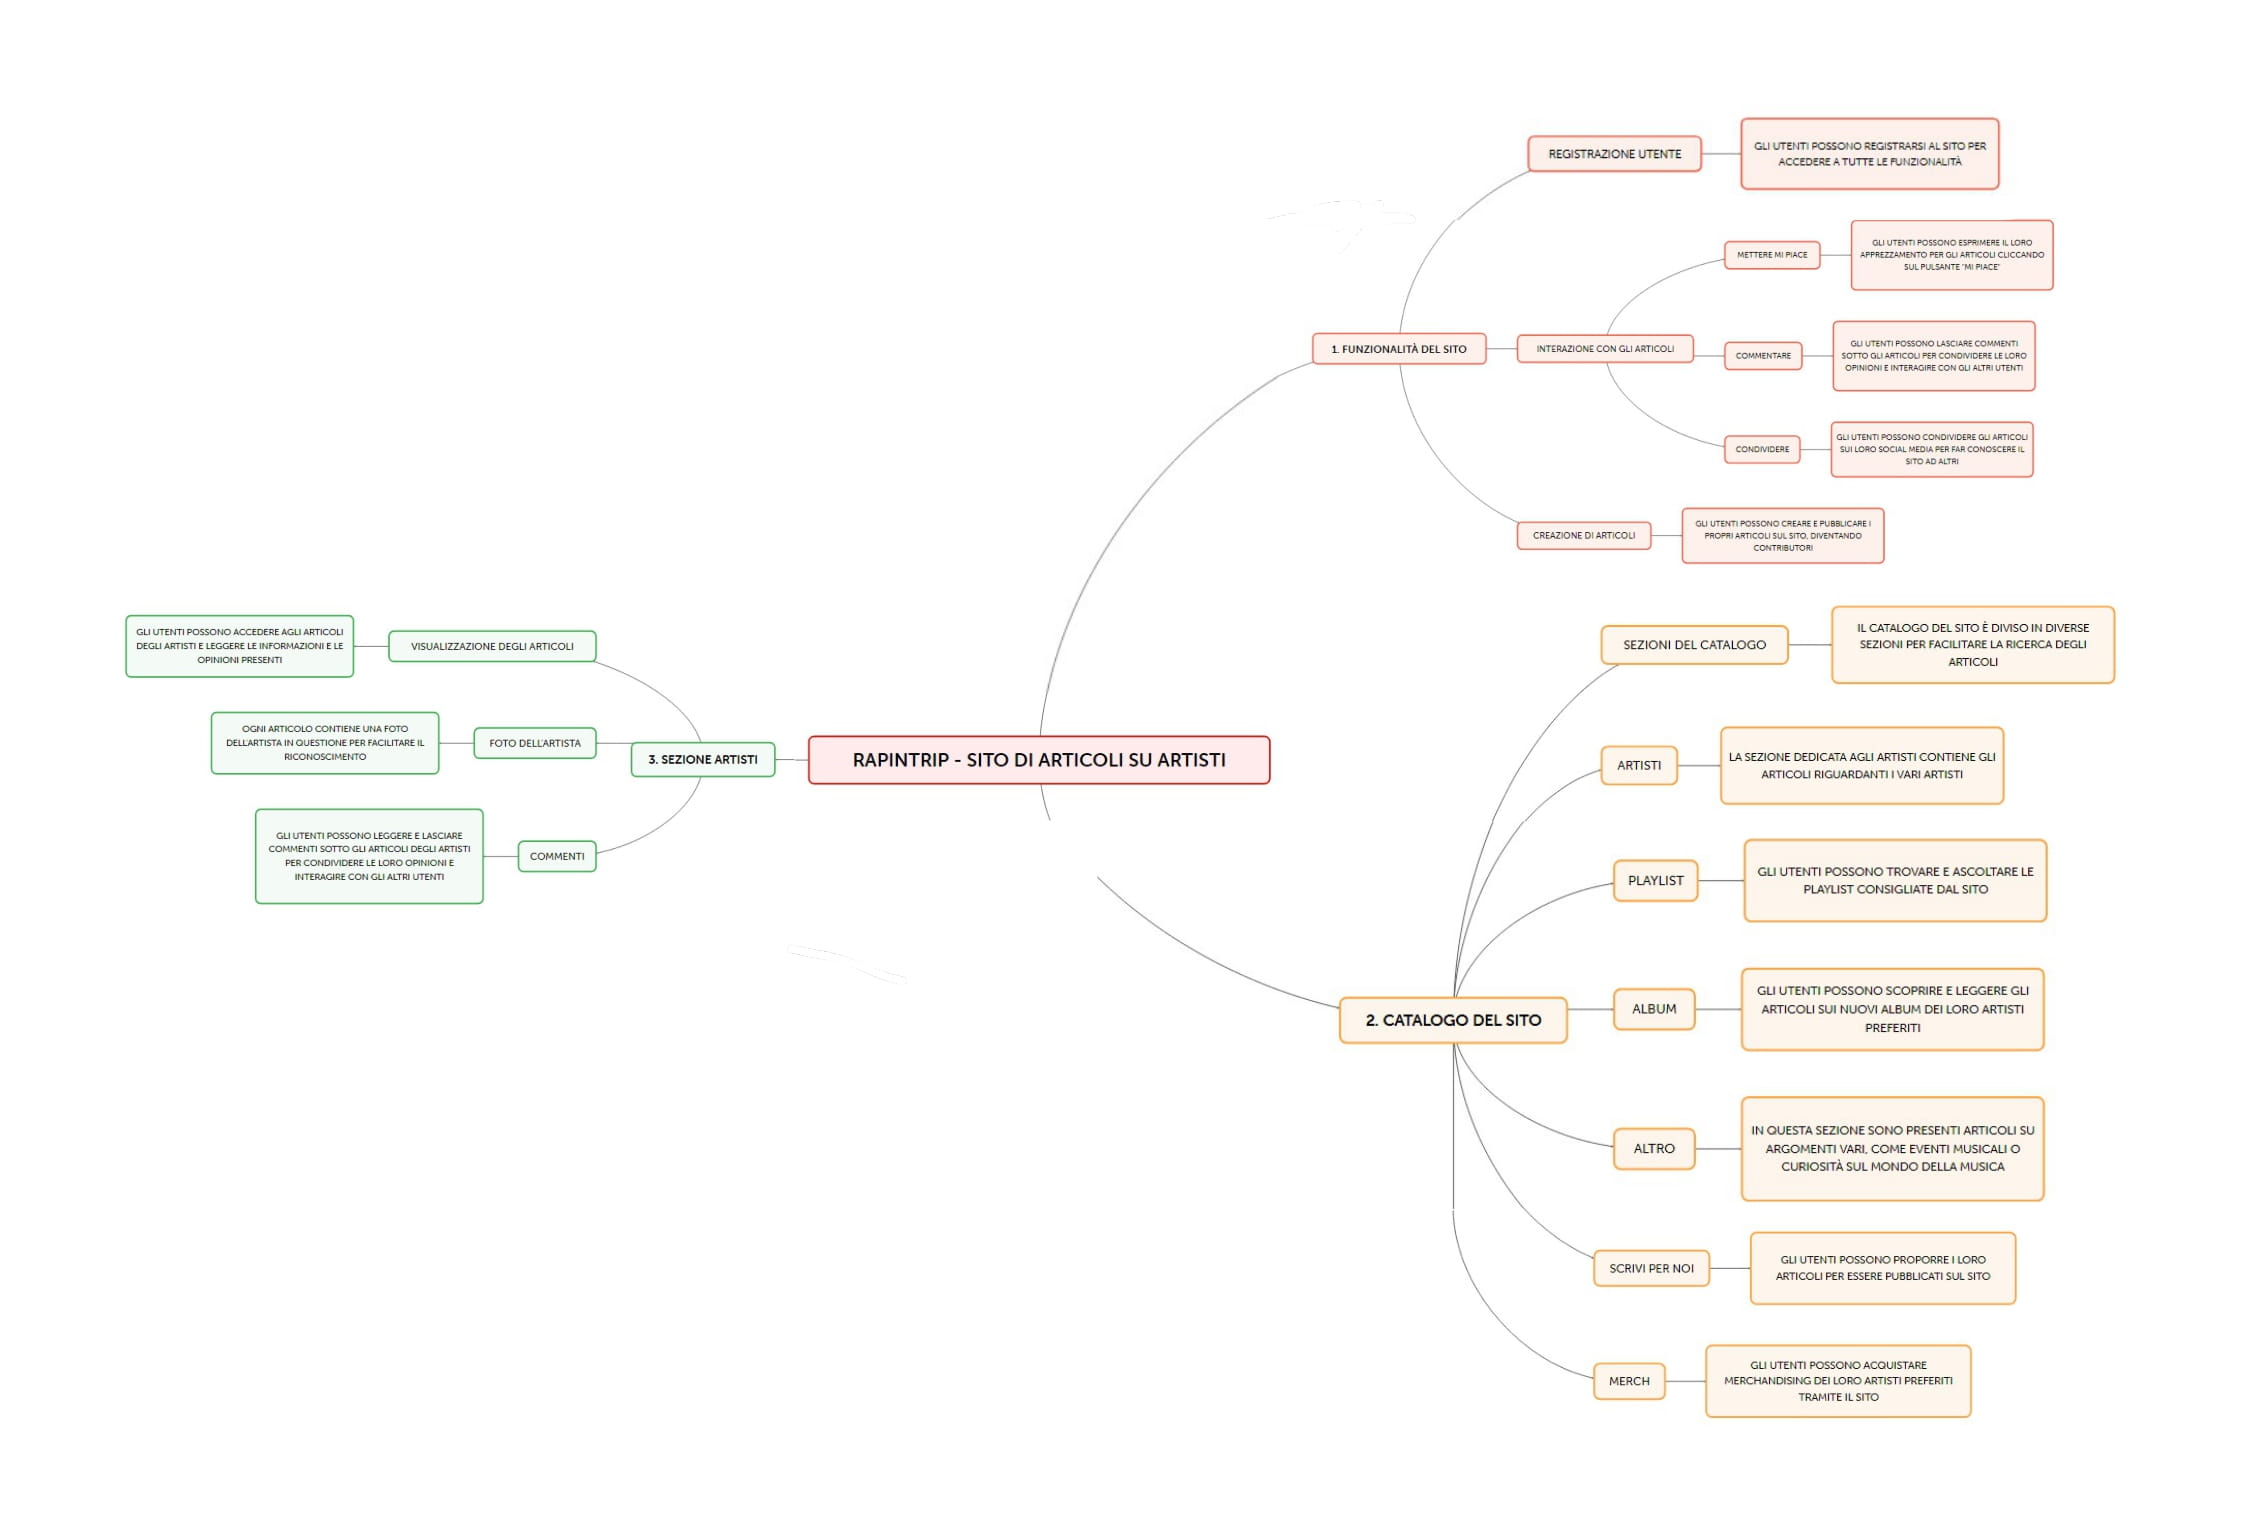 RAPINTRIP - SITO DI ARTICOLI SU ARTISTI
1. FUNZIONALITÀ DEL SITO
REGISTRAZIONE UTENTE
GLI UTENTI POSSONO REGISTRARSI AL SITO PER
ACCEDERE A TUTTE LE FUNZIONALITÀ
INTERAZIONE CON GLI ARTICOLI
METTERE MI PIACE
GLI UTENTI POSSONO ESPRIMERE IL LORO
APPREZZAMENTO PER GLI ARTICOLI CLICCANDO
SUL PULSANTE "MI PIACE"
COMMENTARE
GLI UTENTI POSSONO LASCIARE COMMENTI
SOTTO GLI ARTICOLI PER CONDIVIDERE LE LORO
OPINIONI E INTERAGIRE CON GLI ALTRI UTENTI
CONDIVIDERE
GLI UTENTI POSSONO CONDIVIDERE GLI ARTICOLI
SUI LORO SOCIAL MEDIA PER FAR CONOSCERE IL
SITO AD ALTRI
CREAZIONE DI ARTICOLI
GLI UTENTI POSSONO CREARE E PUBBLICARE I
PROPRI ARTICOLI SUL SITO, DIVENTANDO
CONTRIBUTORI
2. CATALOGO DEL SITO
SEZIONI DEL CATALOGO
IL CATALOGO DEL SITO È DIVISO IN DIVERSE
SEZIONI PER FACILITARE LA RICERCA DEGLI
ARTICOLI
ARTISTI
LA SEZIONE DEDICATA AGLI ARTISTI CONTIENE GLI
ARTICOLI RIGUARDANTI I VARI ARTISTI
PLAYLIST
GLI UTENTI POSSONO TROVARE E ASCOLTARE LE
PLAYLIST CONSIGLIATE DAL SITO
ALBUM
GLI UTENTI POSSONO SCOPRIRE E LEGGERE GLI
ARTICOLI SUI NUOVI ALBUM DEI LORO ARTISTI
PREFERITI
ALTRO
IN QUESTA SEZIONE SONO PRESENTI ARTICOLI SU
ARGOMENTI VARI, COME EVENTI MUSICALI O
CURIOSITÀ SUL MONDO DELLA MUSICA
SCRIVI PER NOI
GLI UTENTI POSSONO PROPORRE I LORO
ARTICOLI PER ESSERE PUBBLICATI SUL SITO
MERCH
GLI UTENTI POSSONO ACQUISTARE
MERCHANDISING DEI LORO ARTISTI PREFERITI
TRAMITE IL SITO
3. SEZIONE ARTISTI
VISUALIZZAZIONE DEGLI ARTICOLI
GLI UTENTI POSSONO ACCEDERE AGLI ARTICOLI
DEGLI ARTISTI E LEGGERE LE INFORMAZIONI E LE
OPINIONI PRESENTI
FOTO DELL'ARTISTA
OGNI ARTICOLO CONTIENE UNA FOTO
DELL'ARTISTA IN QUESTIONE PER FACILITARE IL
RICONOSCIMENTO
COMMENTI
GLI UTENTI POSSONO LEGGERE E LASCIARE
COMMENTI SOTTO GLI ARTICOLI DEGLI ARTISTI
PER CONDIVIDERE LE LORO OPINIONI E
INTERAGIRE CON GLI ALTRI UTENTI